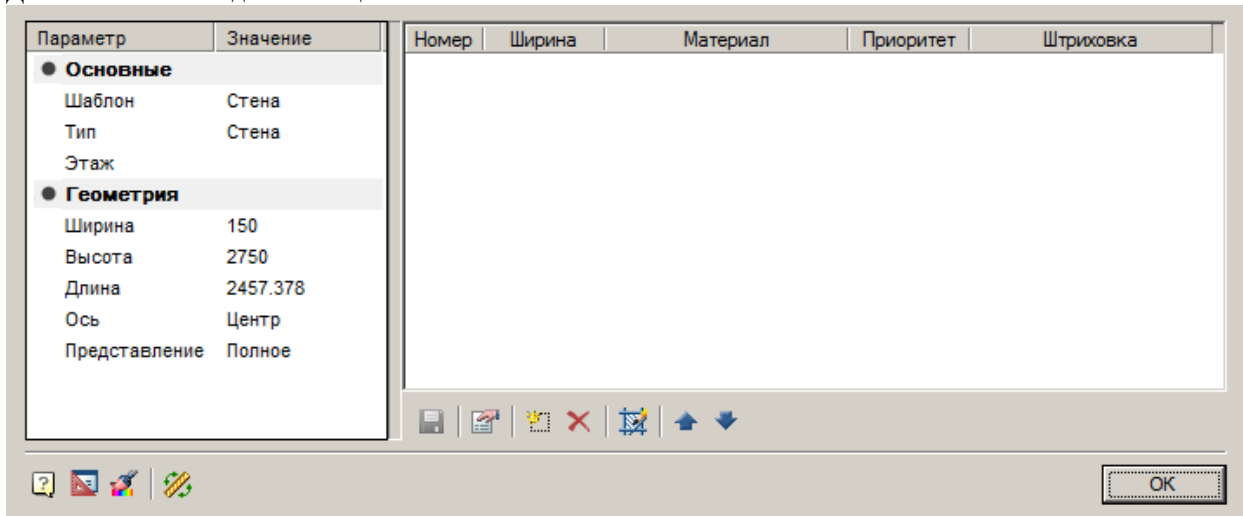 Параметр Значение
Основные
Шаблон Стена
Тип Стена
Этаж
Геометрия
Ширина 150
Высота 2750
Длина 2457.378
Ось Центр
Представление Полное
Номер Ширина Материал Приоритет Штриховка
OK